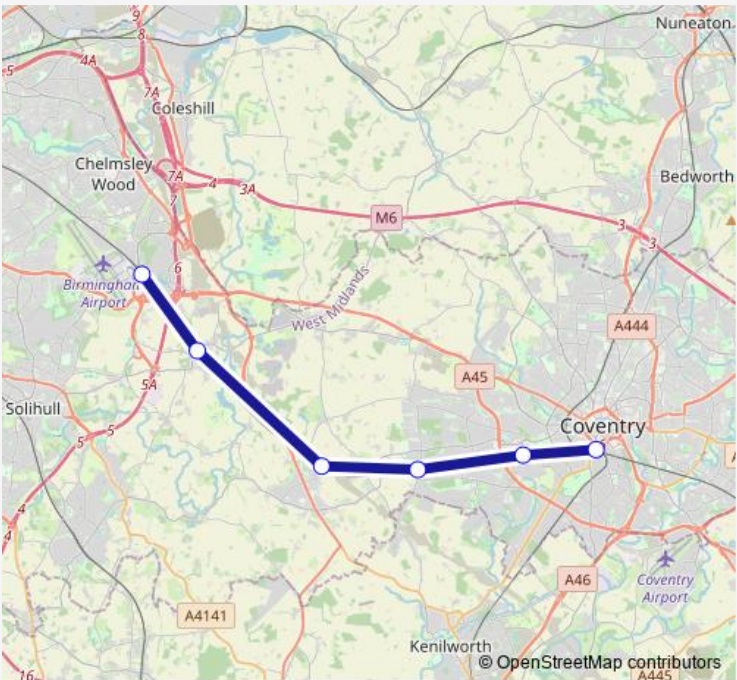 Nuneaton
9
8
4A
5
7A
Coleshill
Chelmsley
Wood
7A
4
3A
7
Bedworth
M6
3
3
6
Birmingham
Airport
West Midlands
A444
5A
A45
Solihull
5
5
Coventry
4
4
A46
Coventry
Airport
A4141
Kenilworth
© OpenStreetMap contributors
16
A445